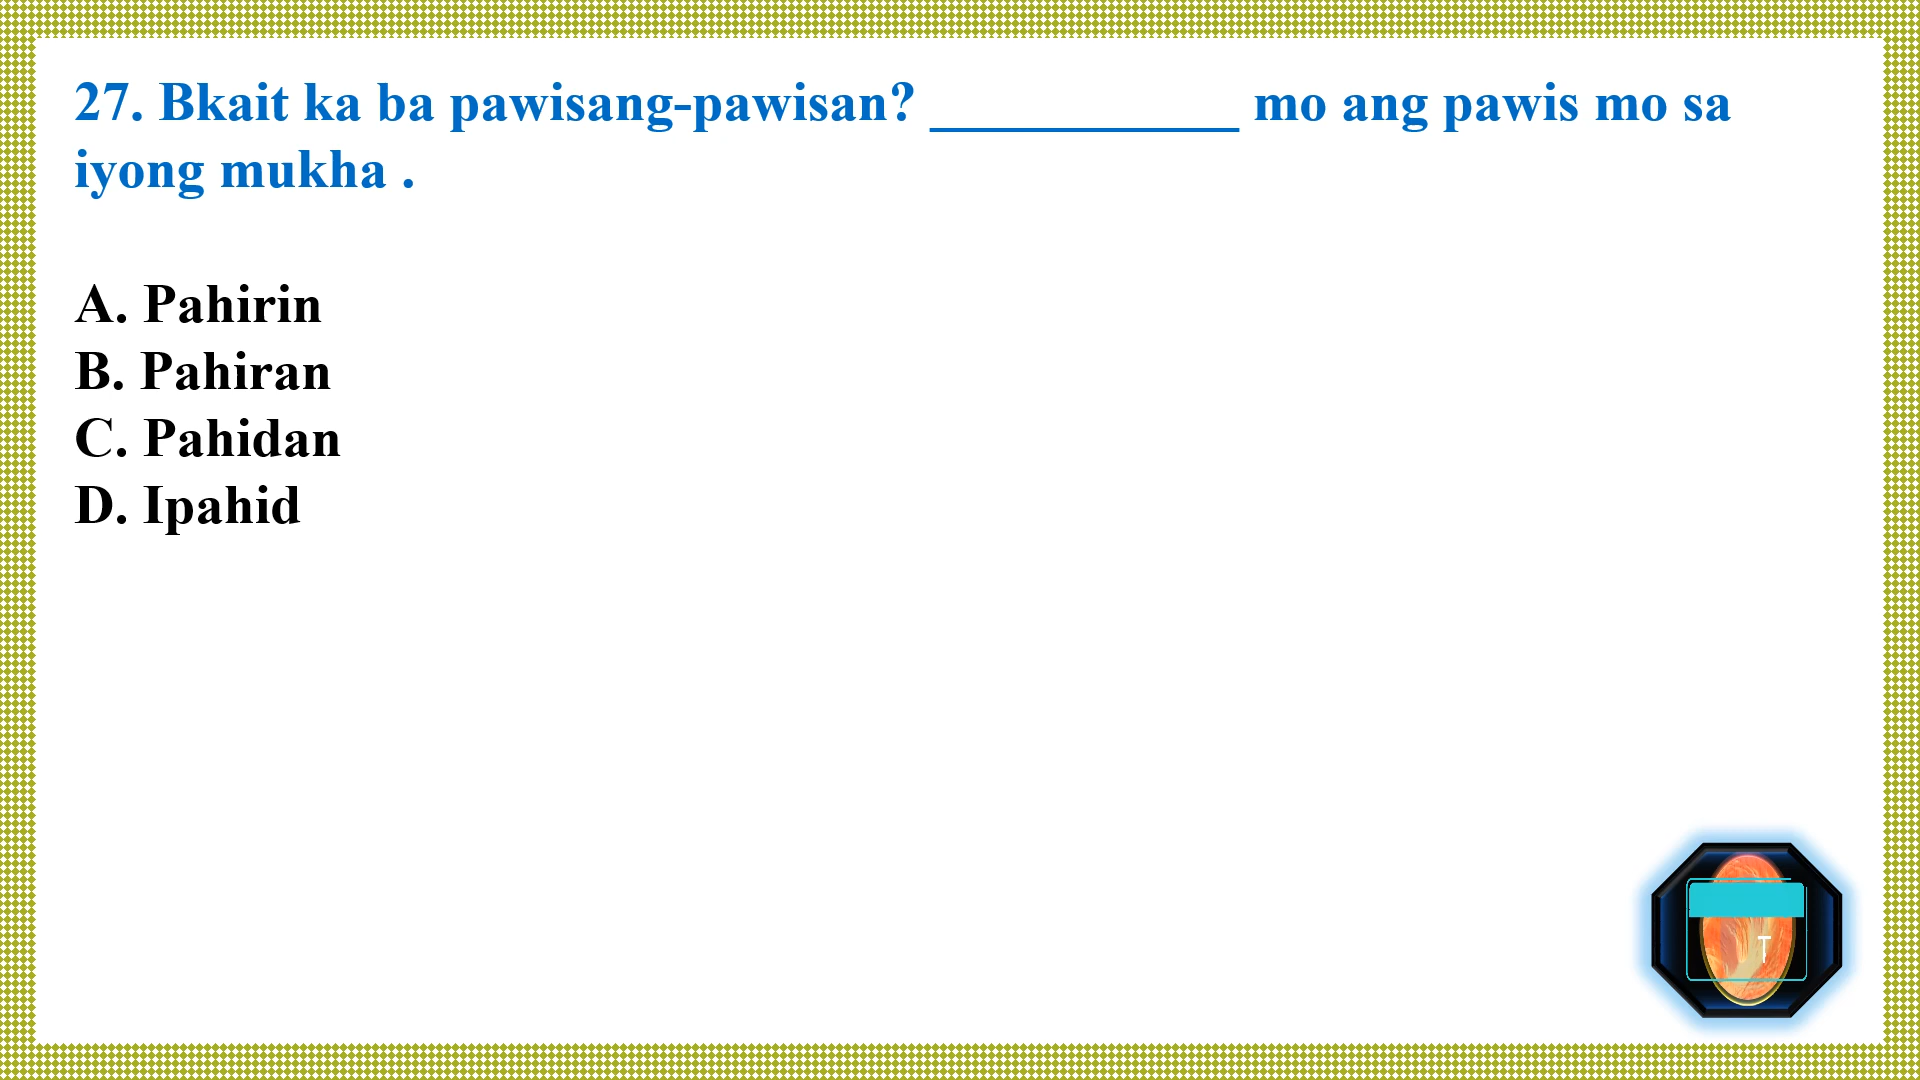 27. Bkait ka ba pawisang-pawisan? ___________ mo ang pawis mo sa
iyong mukha .
A. Pahirin
B. Pahiran
C. Pahidan
D. Ipahid
T